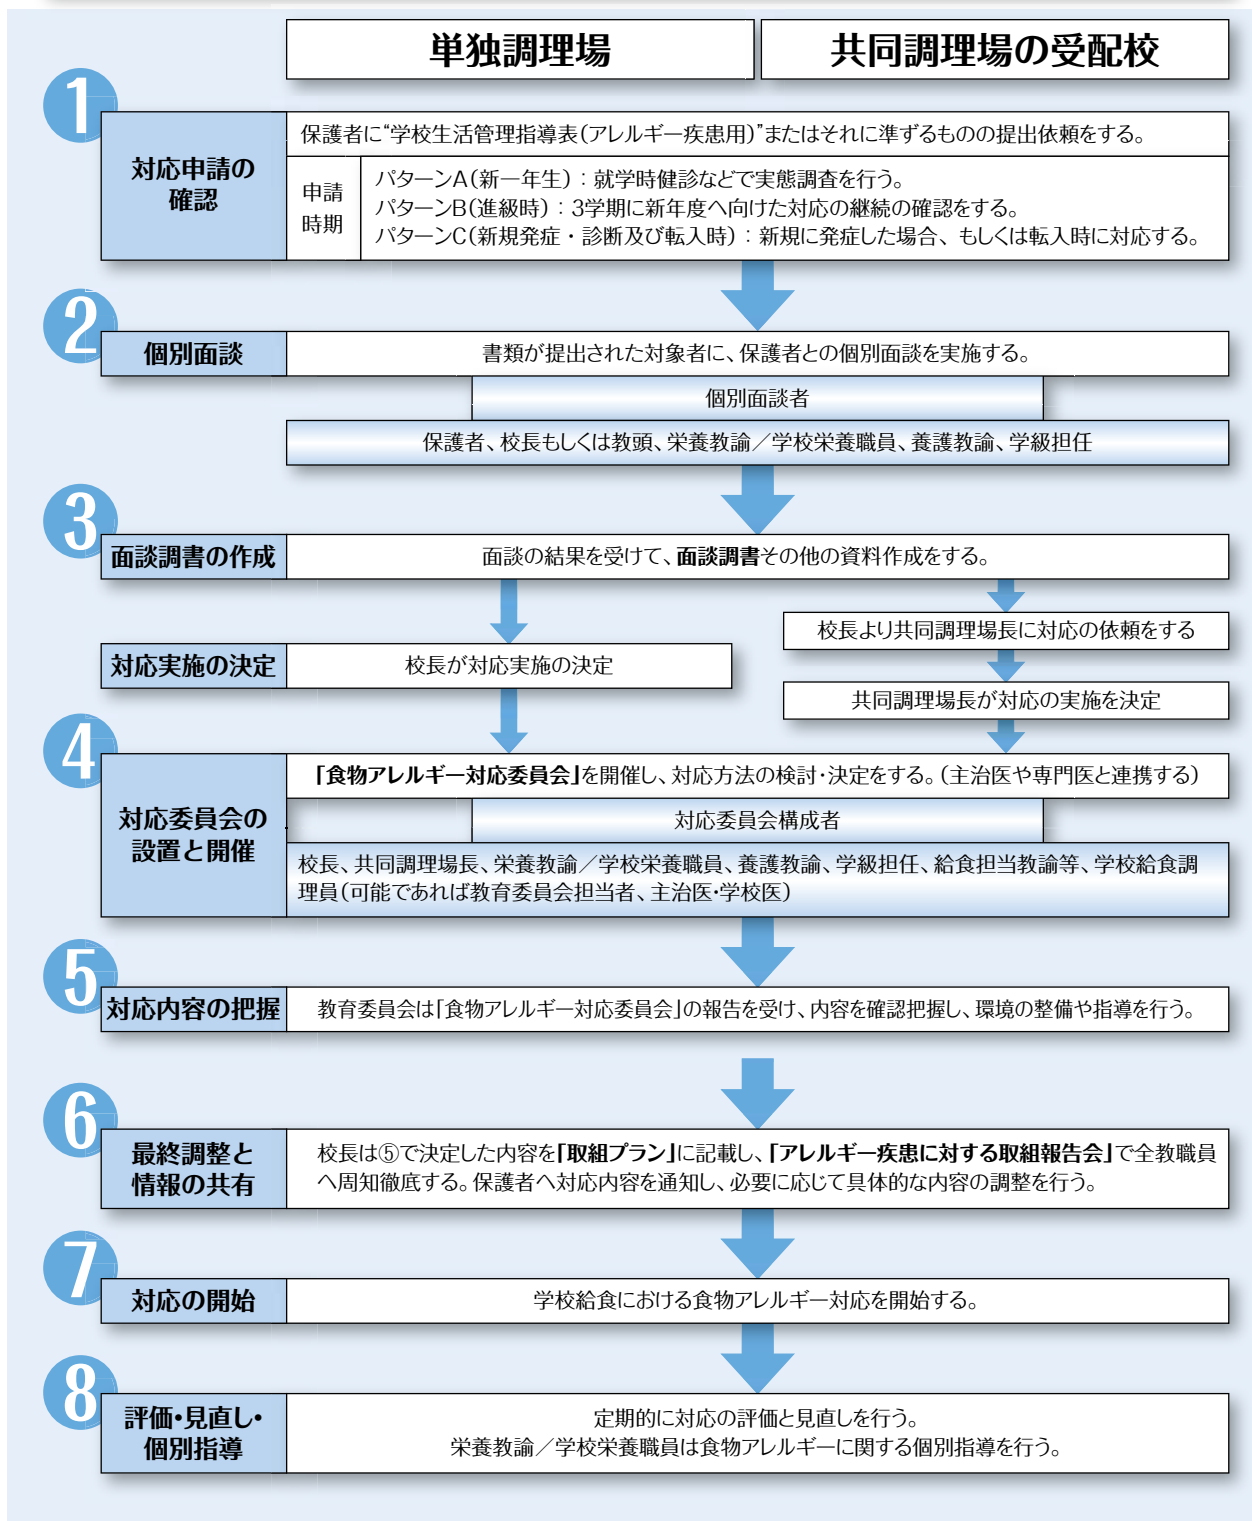 単独調理場
共同調理場の受配校
1
対応申請の
確認
保護者に“学校生活管理指導表（アレルギー疾患用）”またはそれに準ずるものの提出依頼をする。
申請
時期
パターンA（新一年生）：就学時健診などで実態調査を行う。
パターンB（進級時）：3学期に新年度へ向けた対応の継続の確認をする。
パターンC（新規発症・診断及び転入時）：新規に発症した場合、もしくは転入時に対応する。
2
個別面談
書類が提出された対象者に、保護者との個別面談を実施する。
個別面談者
保護者、校長もしくは教頭、栄養教諭／学校栄養職員、養護教諭、学級担任
3
面談調書の作成
面談の結果を受けて、面談調書その他の資料作成をする。
対応実施の決定
校長が対応実施の決定
校長より共同調理場長に対応の依頼をする
共同調理場長が対応の実施を決定
4
対応委員会の
設置と開催
「食物アレルギー対応委員会」を開催し、対応方法の検討・決定をする。（主治医や専門医と連携する）
対応委員会構成者
校長、共同調理場長、栄養教諭／学校栄養職員、養護教諭、学級担任、給食担当教諭等、学校給食調
理員（可能であれば教育委員会担当者、主治医・学校医）
5
対応内容の把握
教育委員会は「食物アレルギー対応委員会」の報告を受け、内容を確認把握し、環境の整備や指導を行う。
6
最終調整と
情報の共有
校長は⑤で決定した内容を「取組プラン」に記載し、「アレルギー疾患に対する取組報告会」で全教職員
へ周知徹底する。保護者へ対応内容を通知し、必要に応じて具体的な内容の調整を行う。
7
対応の開始
学校給食における食物アレルギー対応を開始する。
8
評価・見直し・
個別指導
定期的に対応の評価と見直しを行う。
栄養教諭／学校栄養職員は食物アレルギーに関する個別指導を行う。